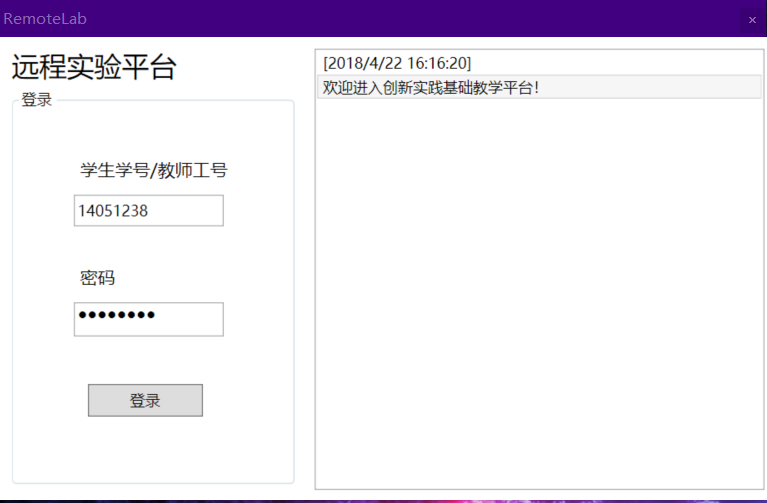 RemoteLab
远程实验平台
登录
学生学号/教师工号
14051238
密码
••••••••
登录
[2018/4/22 16:16:20]
欢迎进入创新实践基础教学平台!